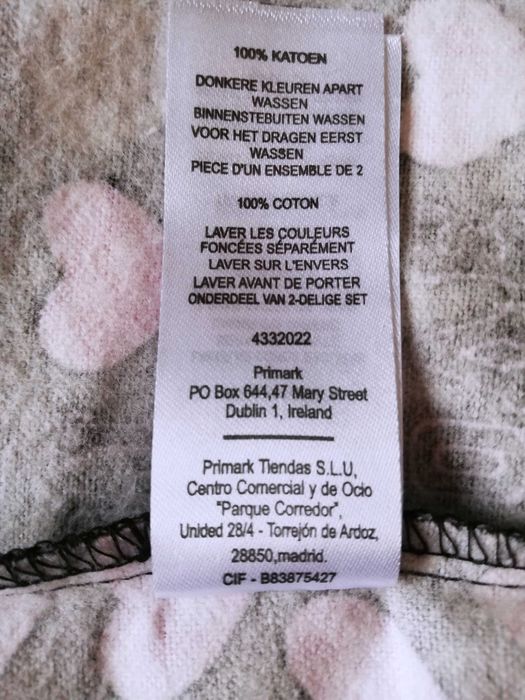 100% KATOEN
DONKERE KLEUREN APART
WASSEN
BINNENSTEBUITEN WASSEN
VOOR HET DRAGEN EERST
WASSEN
PIECE D'UN ENSEMBLE DE 2
100% COTON
LAVER LES COULEURS
FONCÉES SÉPARÉMENT
LAVER SUR L'ENVERS
LAVER AVANT DE PORTER
ONDERDEEL VAN 2-DELIGE SET
4332022
Primark
PO Box 644,47 Mary Street
Dublin 1, Ireland
Primark Tiendas S.L.U,
Centro Comercial y de Ocio
"Parque Corredor",
Unided 28/4 - Torrejón de Ardoz,
28850,madrid.
CIF - B83875427